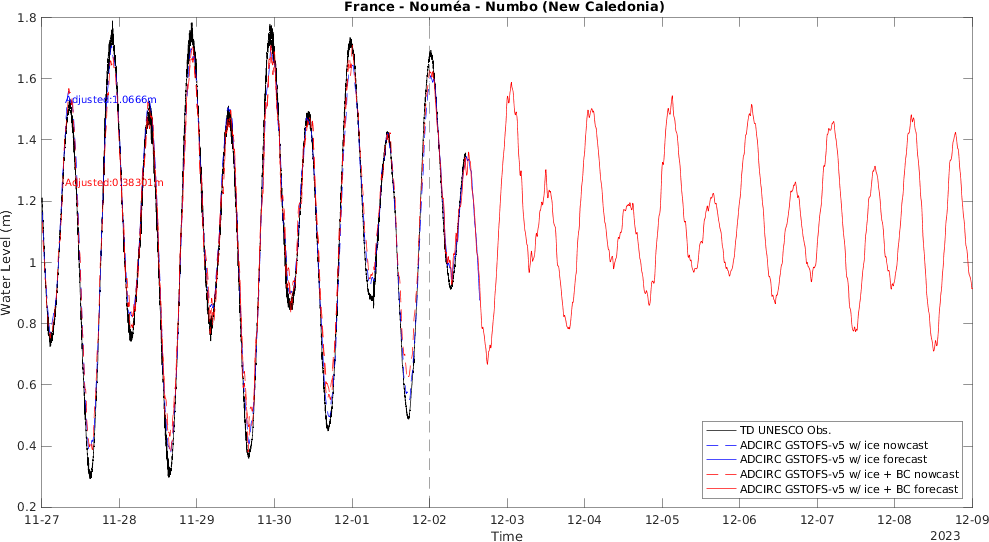 France - Nouméa - Numbo (New Caledonia)
Water Level (m)
1.8
1.6
1.4
1.2
1
0.8
0.6
0.4
0.2
Adjusted:1.0666m
Adjusted:0.38301m
TD UNESCO Obs.
ADCIRC GSTOFS-v5 w/ ice nowcast
ADCIRC GSTOFS-v5 w/ ice forecast
ADCIRC GSTOFS-v5 w/ ice + BC nowcast
ADCIRC GSTOFS-v5 w/ ice + BC forecast
11-27 11-28 11-29 11-30 12-01 12-02 12-03 12-04 12-05 12-06 12-07 12-08 12-09
Time
2023